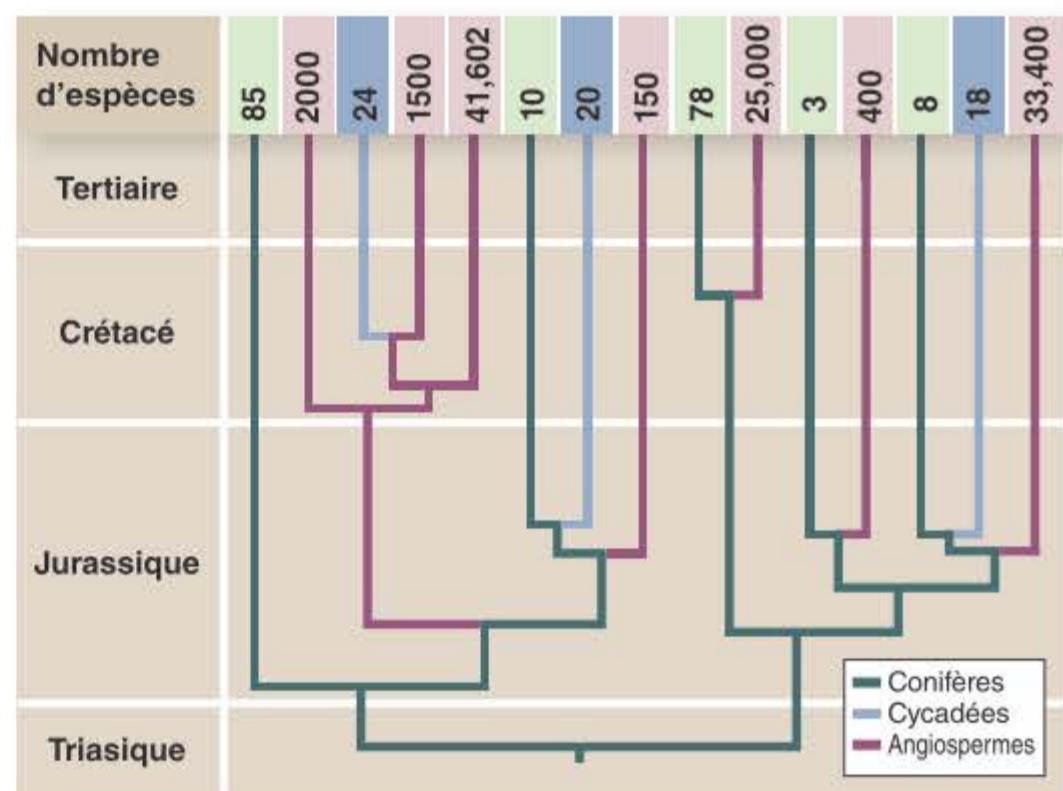 Nombre
d'espèces
85 2000 24 1500 41,602 10 20 150 78 25,000 3 400 8 18 33,400
Tertiaire
Crétacé
Jurassique
Triasique
Conifères
Cycadées
Angiospermes